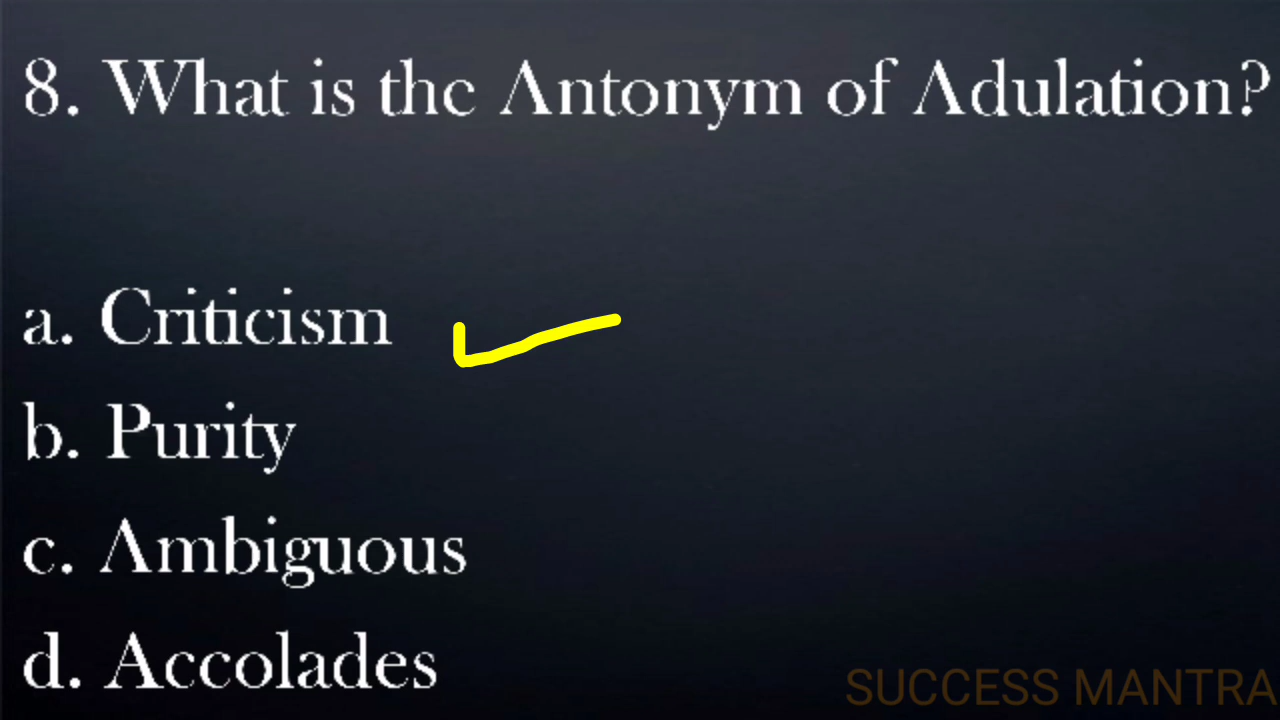 8. What is the Antonym of Adulation?
a. Criticism
b. Purity
c. Ambiguous
d. Accolades
SUCCESS MANTRA